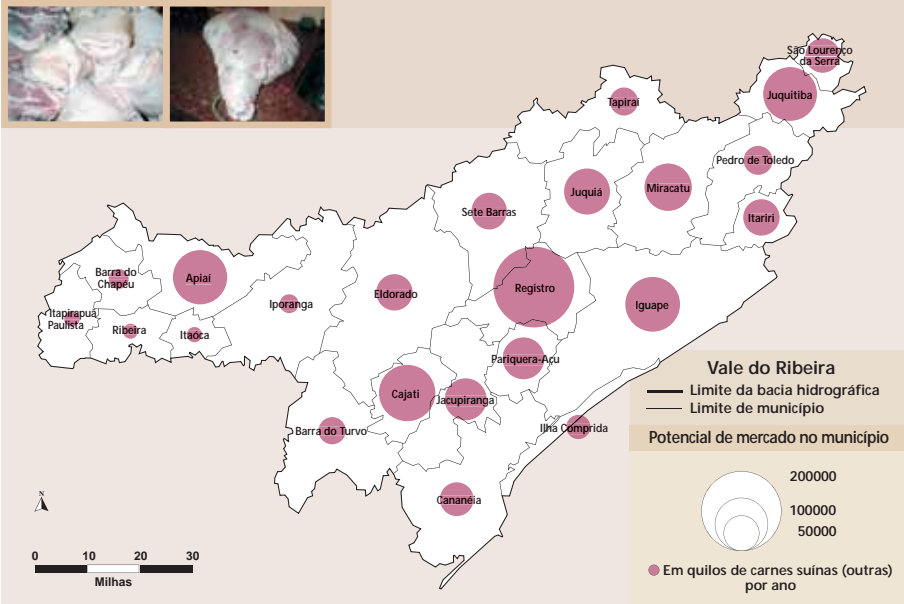 São Lourenço
da Serra
Juquitiba
Tapiraí
Pedro de Toledo
Juquiá
Miracatu
Sete Barras
Itariri
Barra do
Chapéu
Apiaí
Registro
Eldorado
Iporanga
Iguape
Itapirapuã
Paulista
Ribeira
Itaóca
Pariquera-Açu
Cajati
Jacupiranga
Barra do Turvo
Ilha Comprida
Cananéia
Vale do Ribeira
Limite da bacia hidrográfica
Limite de município
Potencial de mercado no município
200000
100000
50000
Em quilos de carnes suínas (outras)
por ano
N
0 10 20 30
Milhas